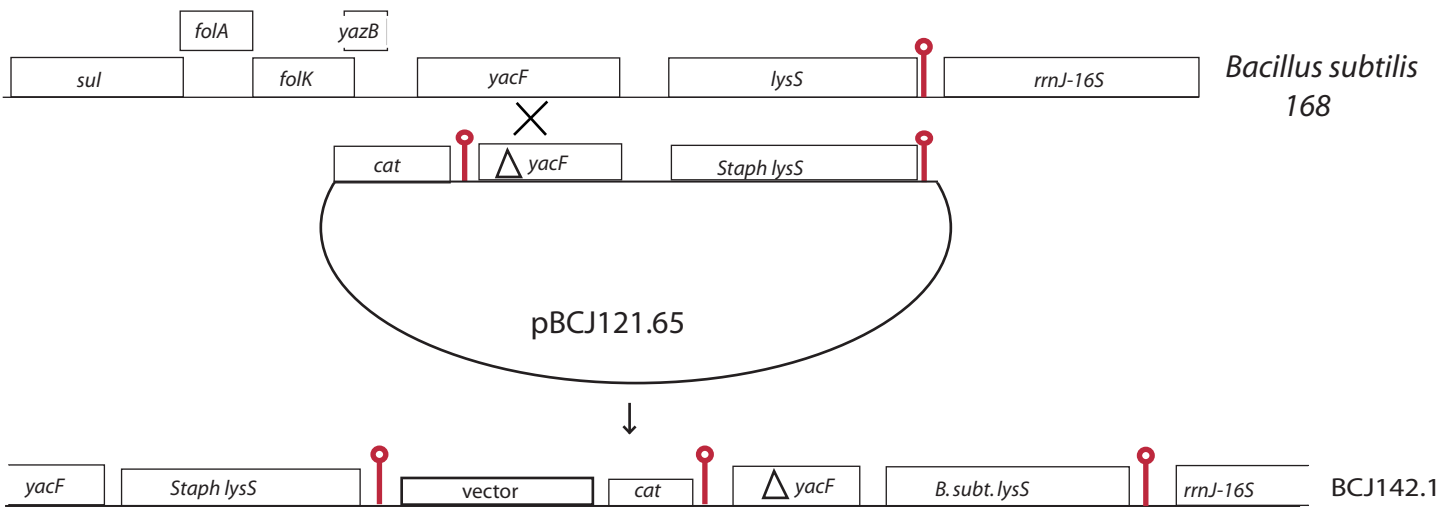 folA yazB
sul folK yacF lysS rrnJ-16S Bacillus subtilis
168
cat Δ yacF Staph lysS
pBCJ121.65
yacF Staph lysS vector cat Δ yacF B. subt. lysS rrnJ-16S BCJ142.1